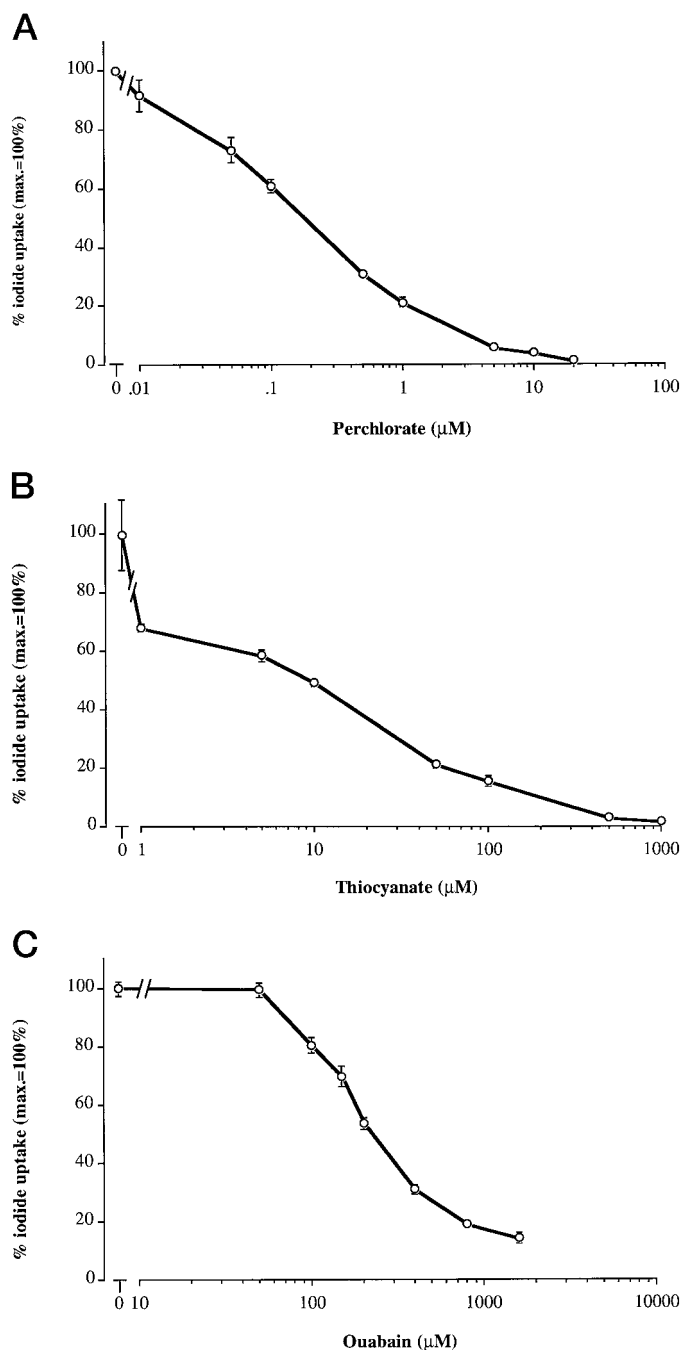 A
% iodide uptake (max.=100%)
100
80
60
40
20
0
0 .01 .1 1 10 100
Perchlorate (µM)
B
% iodide uptake (max.=100%)
100
80
60
40
20
0
0 1 10 100 1000
Thiocyanate (µM)
C
% iodide uptake (max.=100%)
100
80
60
40
20
0
0 10 100 1000 10000
Ouabain (µM)